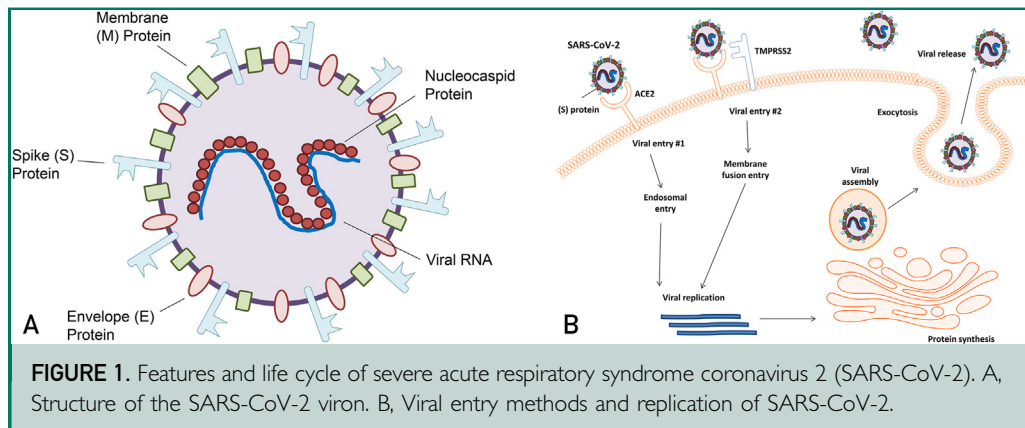 Membrane
(M) Protein
Nucleocaspid
Protein
Spike (S)
Protein
Viral RNA
Envelope (E)
Protein
A
SARS-CoV-2
(S) protein
ACE2
TMPRSS2
Viral entry #1
Viral entry #2
Endosomal
entry
Membrane
fusion entry
Viral replication
Protein synthesis
Viral
assembly
Exocytosis
Viral release
B
FIGURE 1. Features and life cycle of severe acute respiratory syndrome coronavirus 2 (SARS-CoV-2). A,
Structure of the SARS-CoV-2 viron. B, Viral entry methods and replication of SARS-CoV-2.